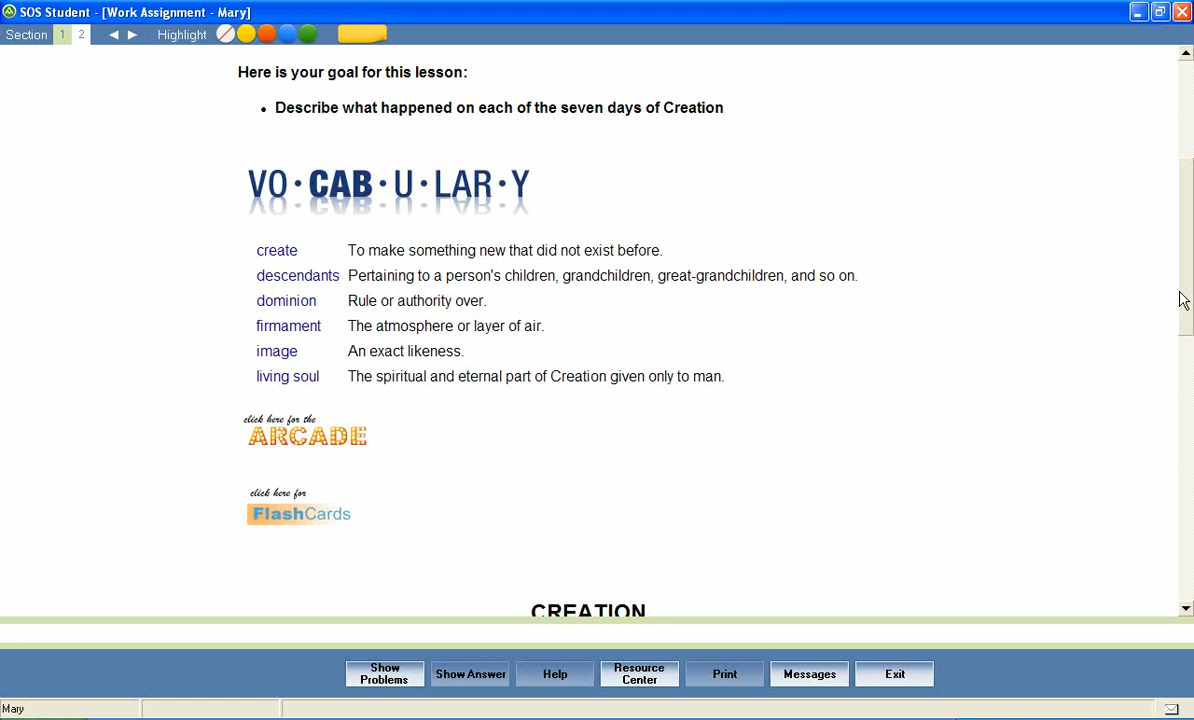 SOS Student - [Work Assignment - Mary]
Section 1 2 Highlight
Here is your goal for this lesson:
• Describe what happened on each of the seven days of Creation
VO·CAB·U·LAR·Y
create To make something new that did not exist before.
descendants Pertaining to a person's children, grandchildren, great-grandchildren, and so on.
dominion Rule or authority over.
firmament The atmosphere or layer of air.
image An exact likeness.
living soul The spiritual and eternal part of Creation given only to man.
click here for the
ARCADE
click here for
FlashCards
CREATION
Show Problems Show Answer Help Resource Center Print Messages Exit
Mary